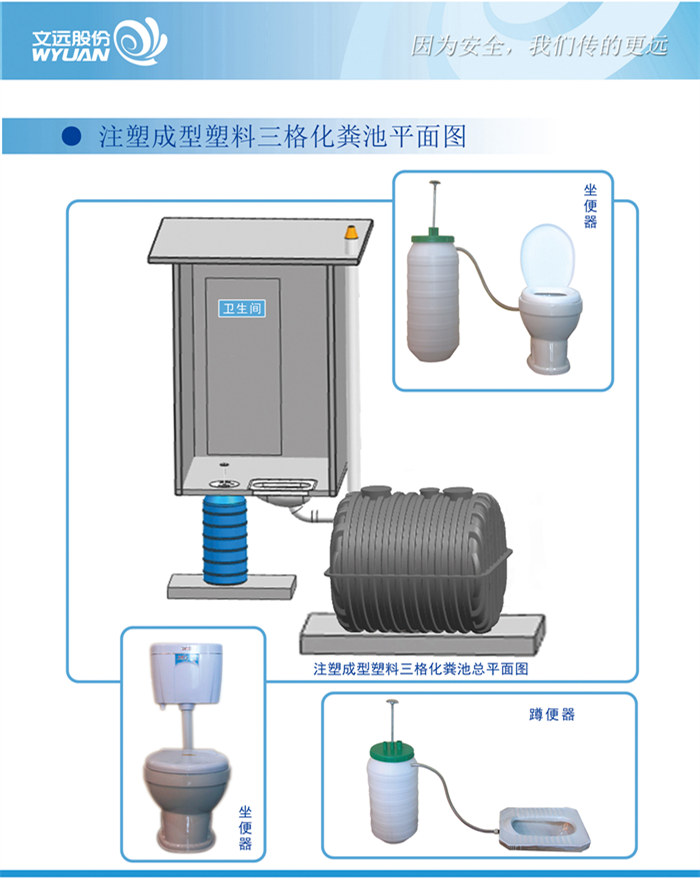 文远股份
WYUAN
因为安全，我们传的更远
注塑成型塑料三格化粪池平面图
坐便器
卫生间
注塑成型塑料三格化粪池总平面图
坐便器
蹲便器